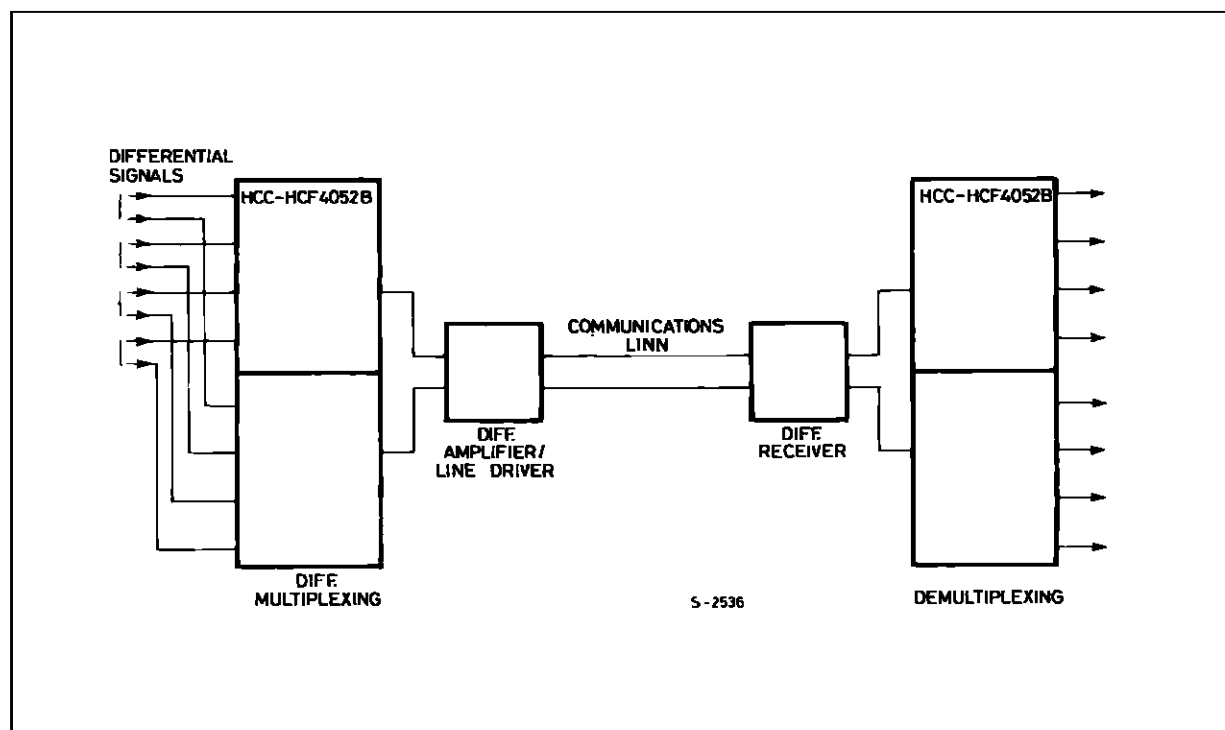 DIFFERENTIAL
SIGNALS
HCC-HCF4052B
HCC-HCF4052B
COMMUNICATIONS
LINN
DIFF.
AMPLIFIER/
LINE DRIVER
DIFF.
RECEIVER
DIFF.
MULTIPLEXING
S-2536
DEMULTIPLEXING